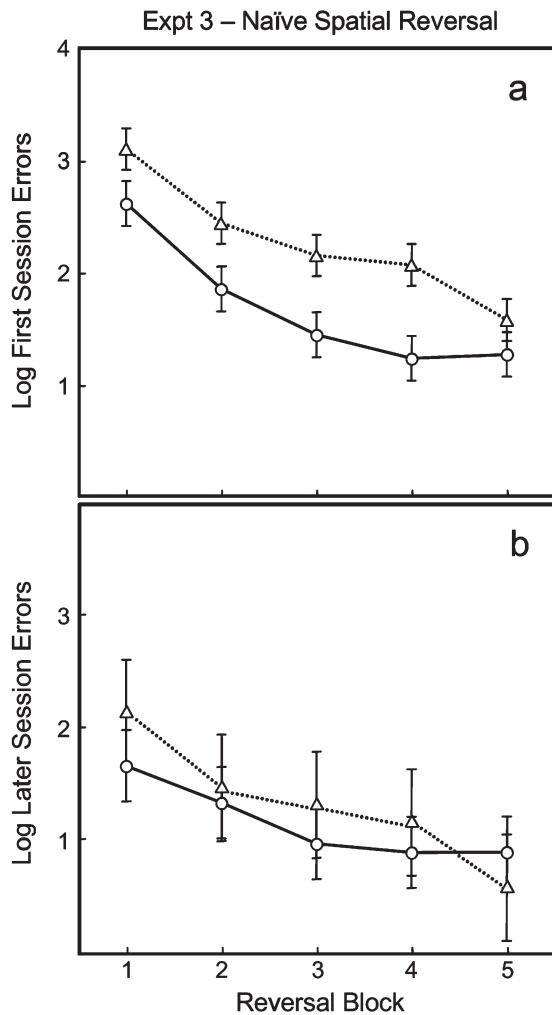 Expt 3 – Naïve Spatial Reversal
a
4
3
2
1
Log First Session Errors
b
3
2
1
Log Later Session Errors
1 2 3 4 5
Reversal Block